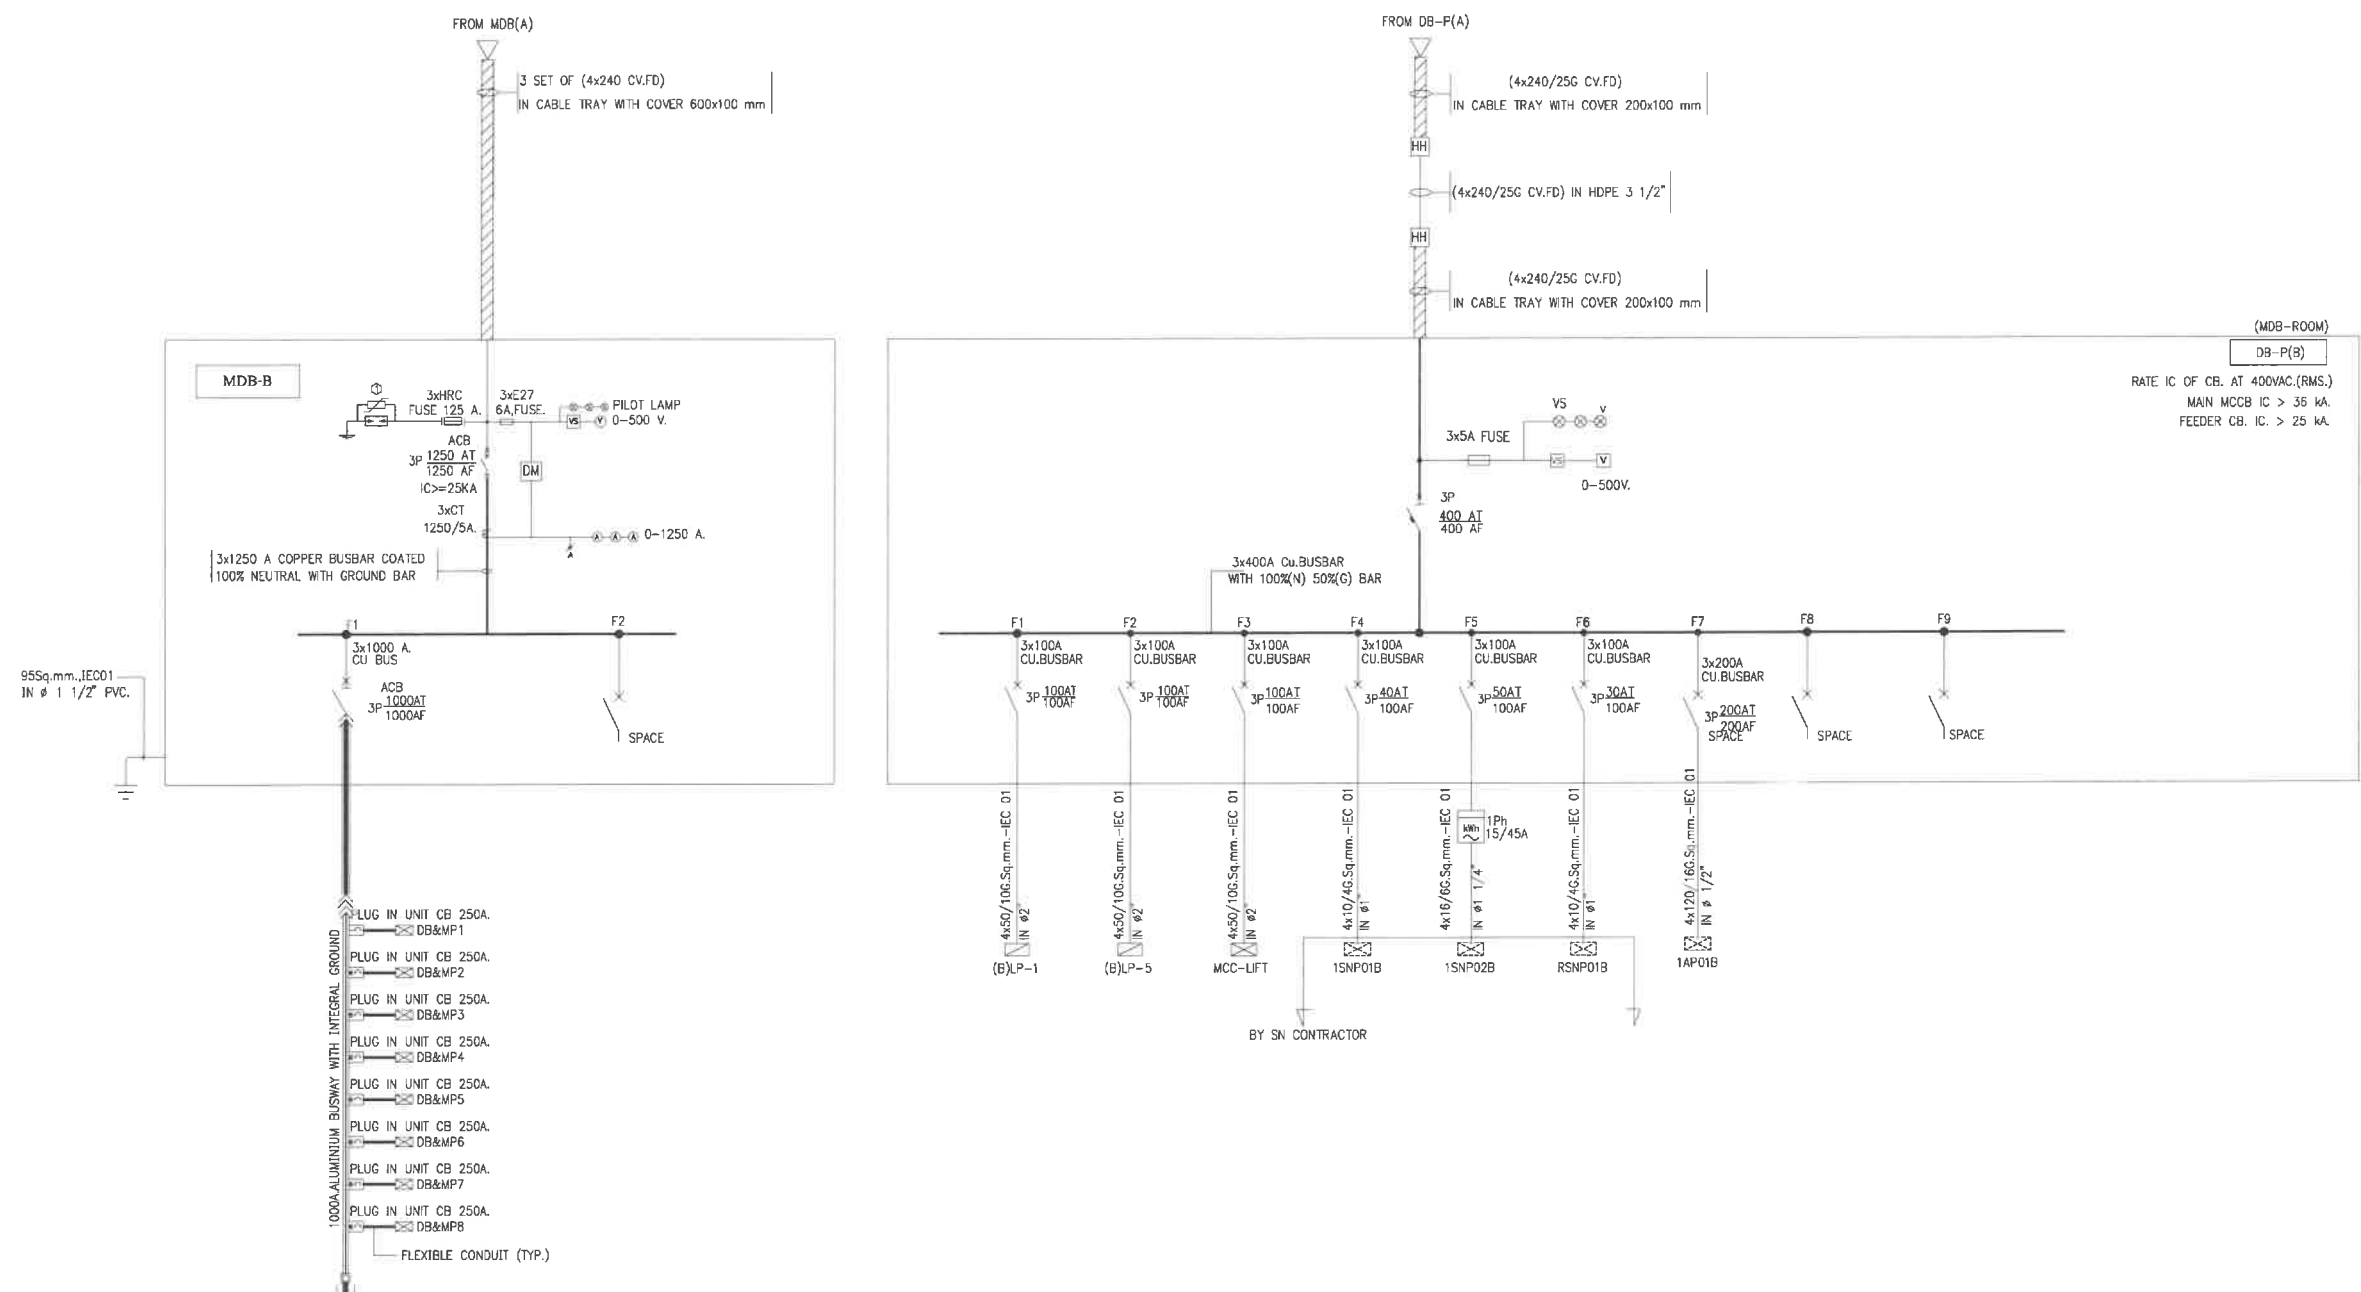 FROM MDB(A)
3 SET OF (4x240 CV.FD)
IN CABLE TRAY WITH COVER 600x100 mm
MDB-B
3xHRC
FUSE 125 A.
3xE27
6A,FUSE.
PILOT LAMP
VS
V
0-500 V.
ACB
3P 1250 AT
1250 AF
IC>=25KA
DM
3xCT
1250/5A.
A
A A A
0-1250 A.
3x1250 A COPPER BUSBAR COATED
100% NEUTRAL WITH GROUND BAR
F1
F2
3x1000 A.
CU BUS
ACB
3P 1000AT
1000AF
SPACE
95Sq.mm.,IEC01
IN ø 1 1/2" PVC.
1000A.ALUMINIUM BUSWAY WITH INTEGRAL GROUND
PLUG IN UNIT CB 250A.
DB&MP1
PLUG IN UNIT CB 250A.
DB&MP2
PLUG IN UNIT CB 250A.
DB&MP3
PLUG IN UNIT CB 250A.
DB&MP4
PLUG IN UNIT CB 250A.
DB&MP5
PLUG IN UNIT CB 250A.
DB&MP6
PLUG IN UNIT CB 250A.
DB&MP7
PLUG IN UNIT CB 250A.
DB&MP8
FLEXIBLE CONDUIT (TYP.)
FROM DB-P(A)
(4x240/25G CV.FD)
IN CABLE TRAY WITH COVER 200x100 mm
HH
(4x240/25G CV.FD) IN HDPE 3 1/2"
HH
(4x240/25G CV.FD)
IN CABLE TRAY WITH COVER 200x100 mm
(MDB-ROOM)
DB-P(B)
RATE IC OF CB. AT 400VAC.(RMS.)
MAIN MCCB IC > 36 kA.
FEEDER CB. IC. > 25 kA.
VS
V
3x5A FUSE
VS
V
0-500V.
3P
400 AT
400 AF
3x400A Cu.BUSBAR
WITH 100%(N) 50%(G) BAR
F1
3x100A
CU.BUSBAR
3P 100AT
100AF
4x50/10G.Sq.mm.-IEC 01
IN ø2"
(B)LP-1
F2
3x100A
CU.BUSBAR
3P 100AT
100AF
4x50/10G.Sq.mm.-IEC 01
IN ø2"
(B)LP-5
F3
3x100A
CU.BUSBAR
3P 100AT
100AF
4x50/10G.Sq.mm.-IEC 01
IN ø2"
MCC-LIFT
F4
3x100A
CU.BUSBAR
3P 40AT
100AF
4x10/4G.Sq.mm.-IEC 01
IN ø1"
1SNP01B
F5
3x100A
CU.BUSBAR
3P 50AT
100AF
kWh
1Ph
15/45A
4x16/6G.Sq.mm.-IEC 01
IN ø1 1/4"
1SNP02B
F6
3x100A
CU.BUSBAR
3P 30AT
100AF
4x10/4G.Sq.mm.-IEC 01
IN ø1"
RSNP01B
F7
3x200A
CU.BUSBAR
3P 200AT
200AF
SPACE
4x120/16G.Sq.mm.-IEC 01
IN ø 1/2"
1AP01B
F8
SPACE
F9
SPACE
BY SN CONTRACTOR